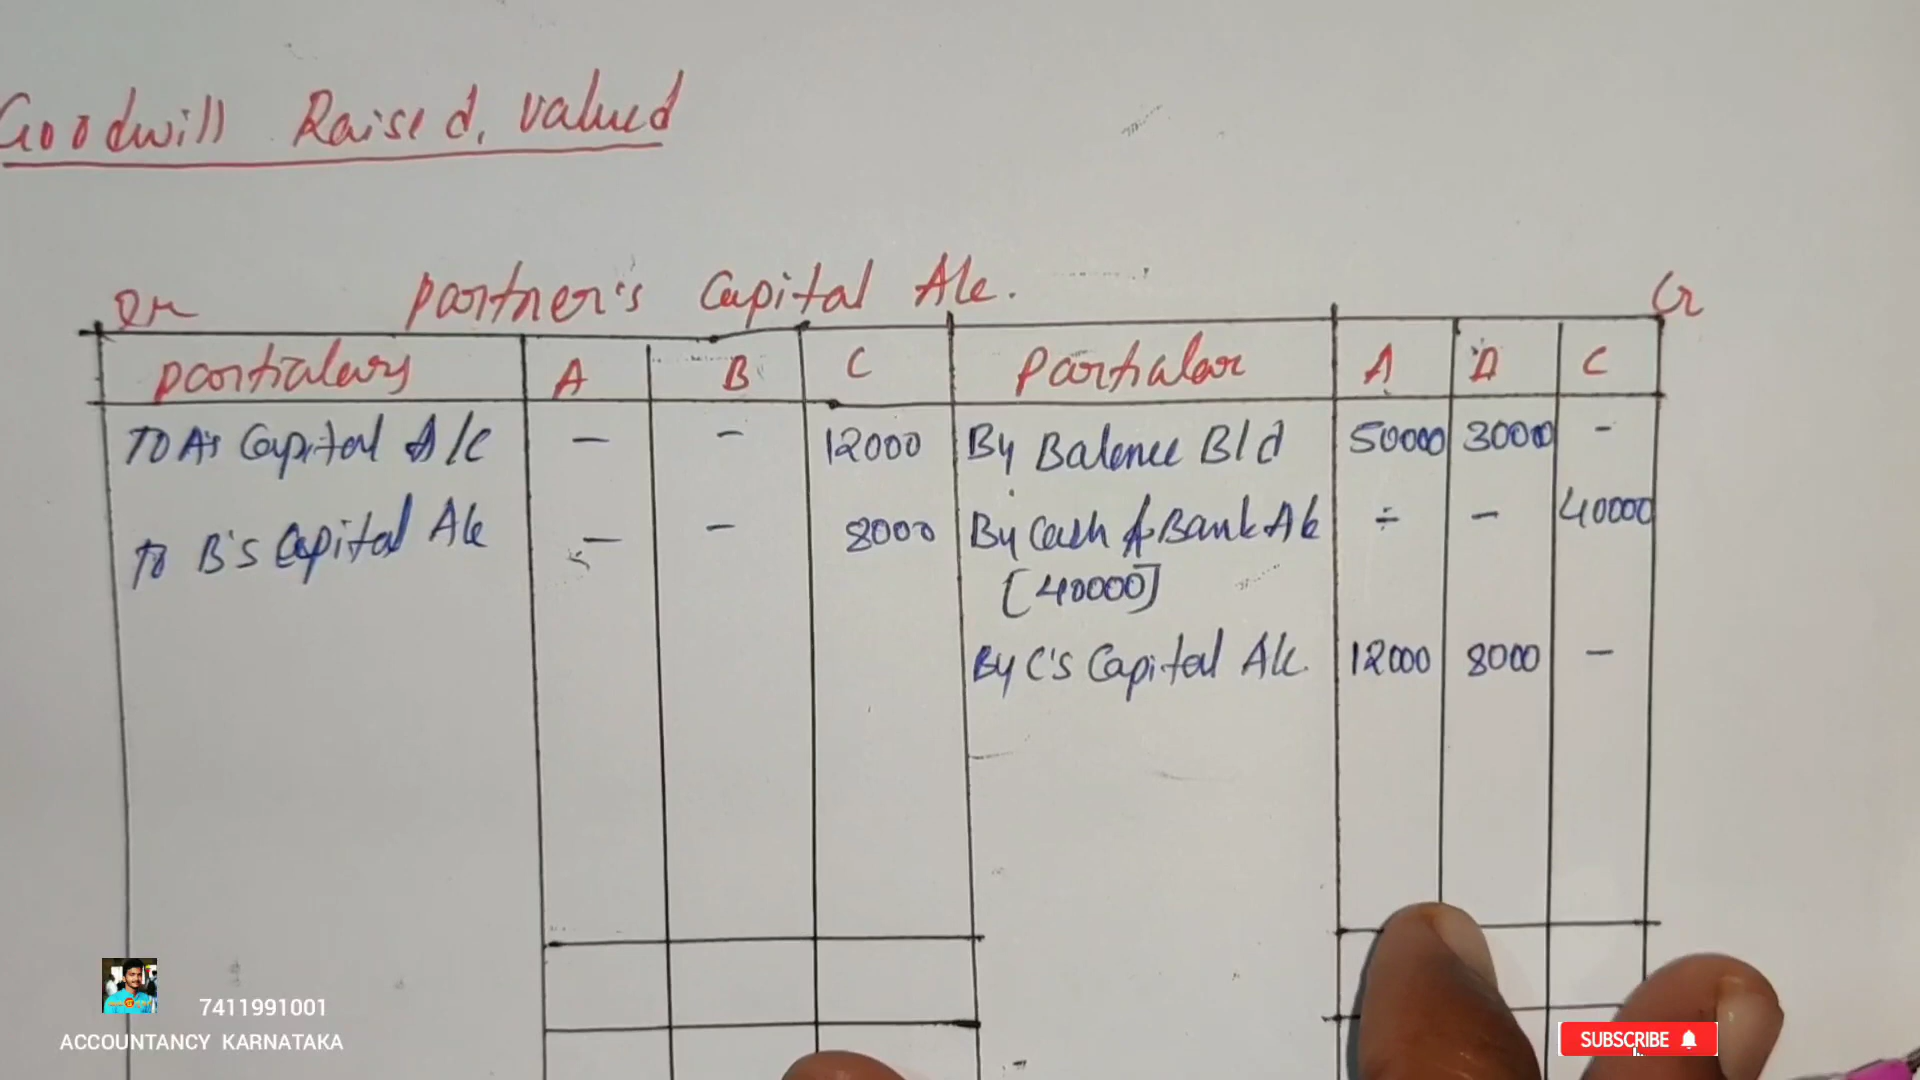 Goodwill Raised, valued
Dr Partner's Capital A/c. Cr
Particulars A B C Particular A B C
To A's Capital A/c - - 12000 By Balance B/d 50000 30000 -
To B's Capital A/c - - 8000 By Cash & Bank A/c - - 40000
[40000]
By C's Capital A/c. 12000 8000 -
7411991001
ACCOUNTANCY KARNATAKA
SUBSCRIBE